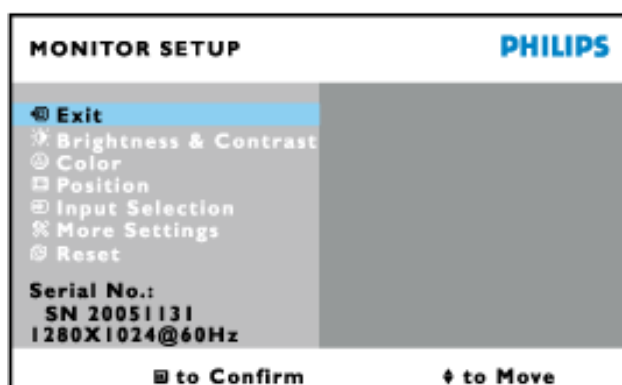 MONITOR SETUP PHILIPS
Exit
Brightness & Contrast
Color
Position
Input Selection
More Settings
Reset
Serial No.:
SN 20051131
1280X1024@60Hz
to Confirm to Move